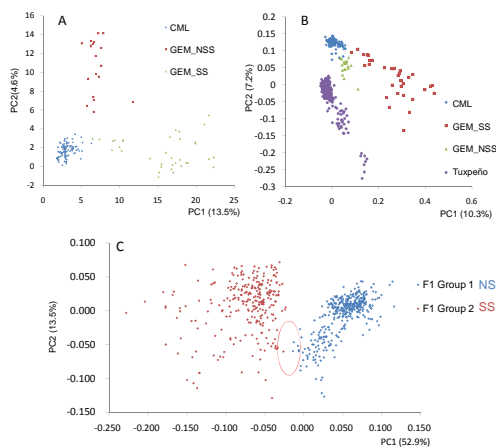 A
PC2(4.6%)
14
12
10
8
6
4
2
0
-2
0 5 10 15 20 25
PC1 (13.5%)
CML
GEM_NSS
GEM_SS
B
PC2 (7.2%)
0.2
0.15
0.1
0.05
0
-0.05
-0.1
-0.15
-0.2
-0.25
-0.3
-0.2 0 0.2 0.4 0.6
PC1 (10.3%)
CML
GEM_SS
GEM_NSS
Tuxpeño
C
PC2 (13.5%)
0.100
0.050
0.000
-0.050
-0.100
-0.150
-0.250 -0.200 -0.150 -0.100 -0.050 0.000 0.050 0.100 0.150
PC1 (52.9%)
F1 Group 1 NS
F1 Group 2 SS